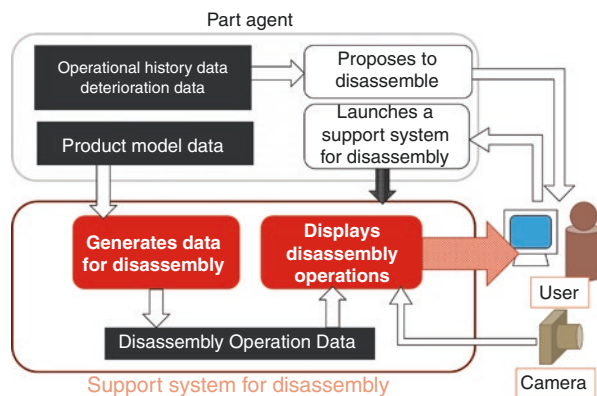 Part agent
Operational history data
deterioration data
Proposes to
disassemble
Product model data
Launches a
support system
for disassembly
Generates data
for disassembly
Displays
disassembly
operations
Disassembly Operation Data
User
Camera
Support system for disassembly